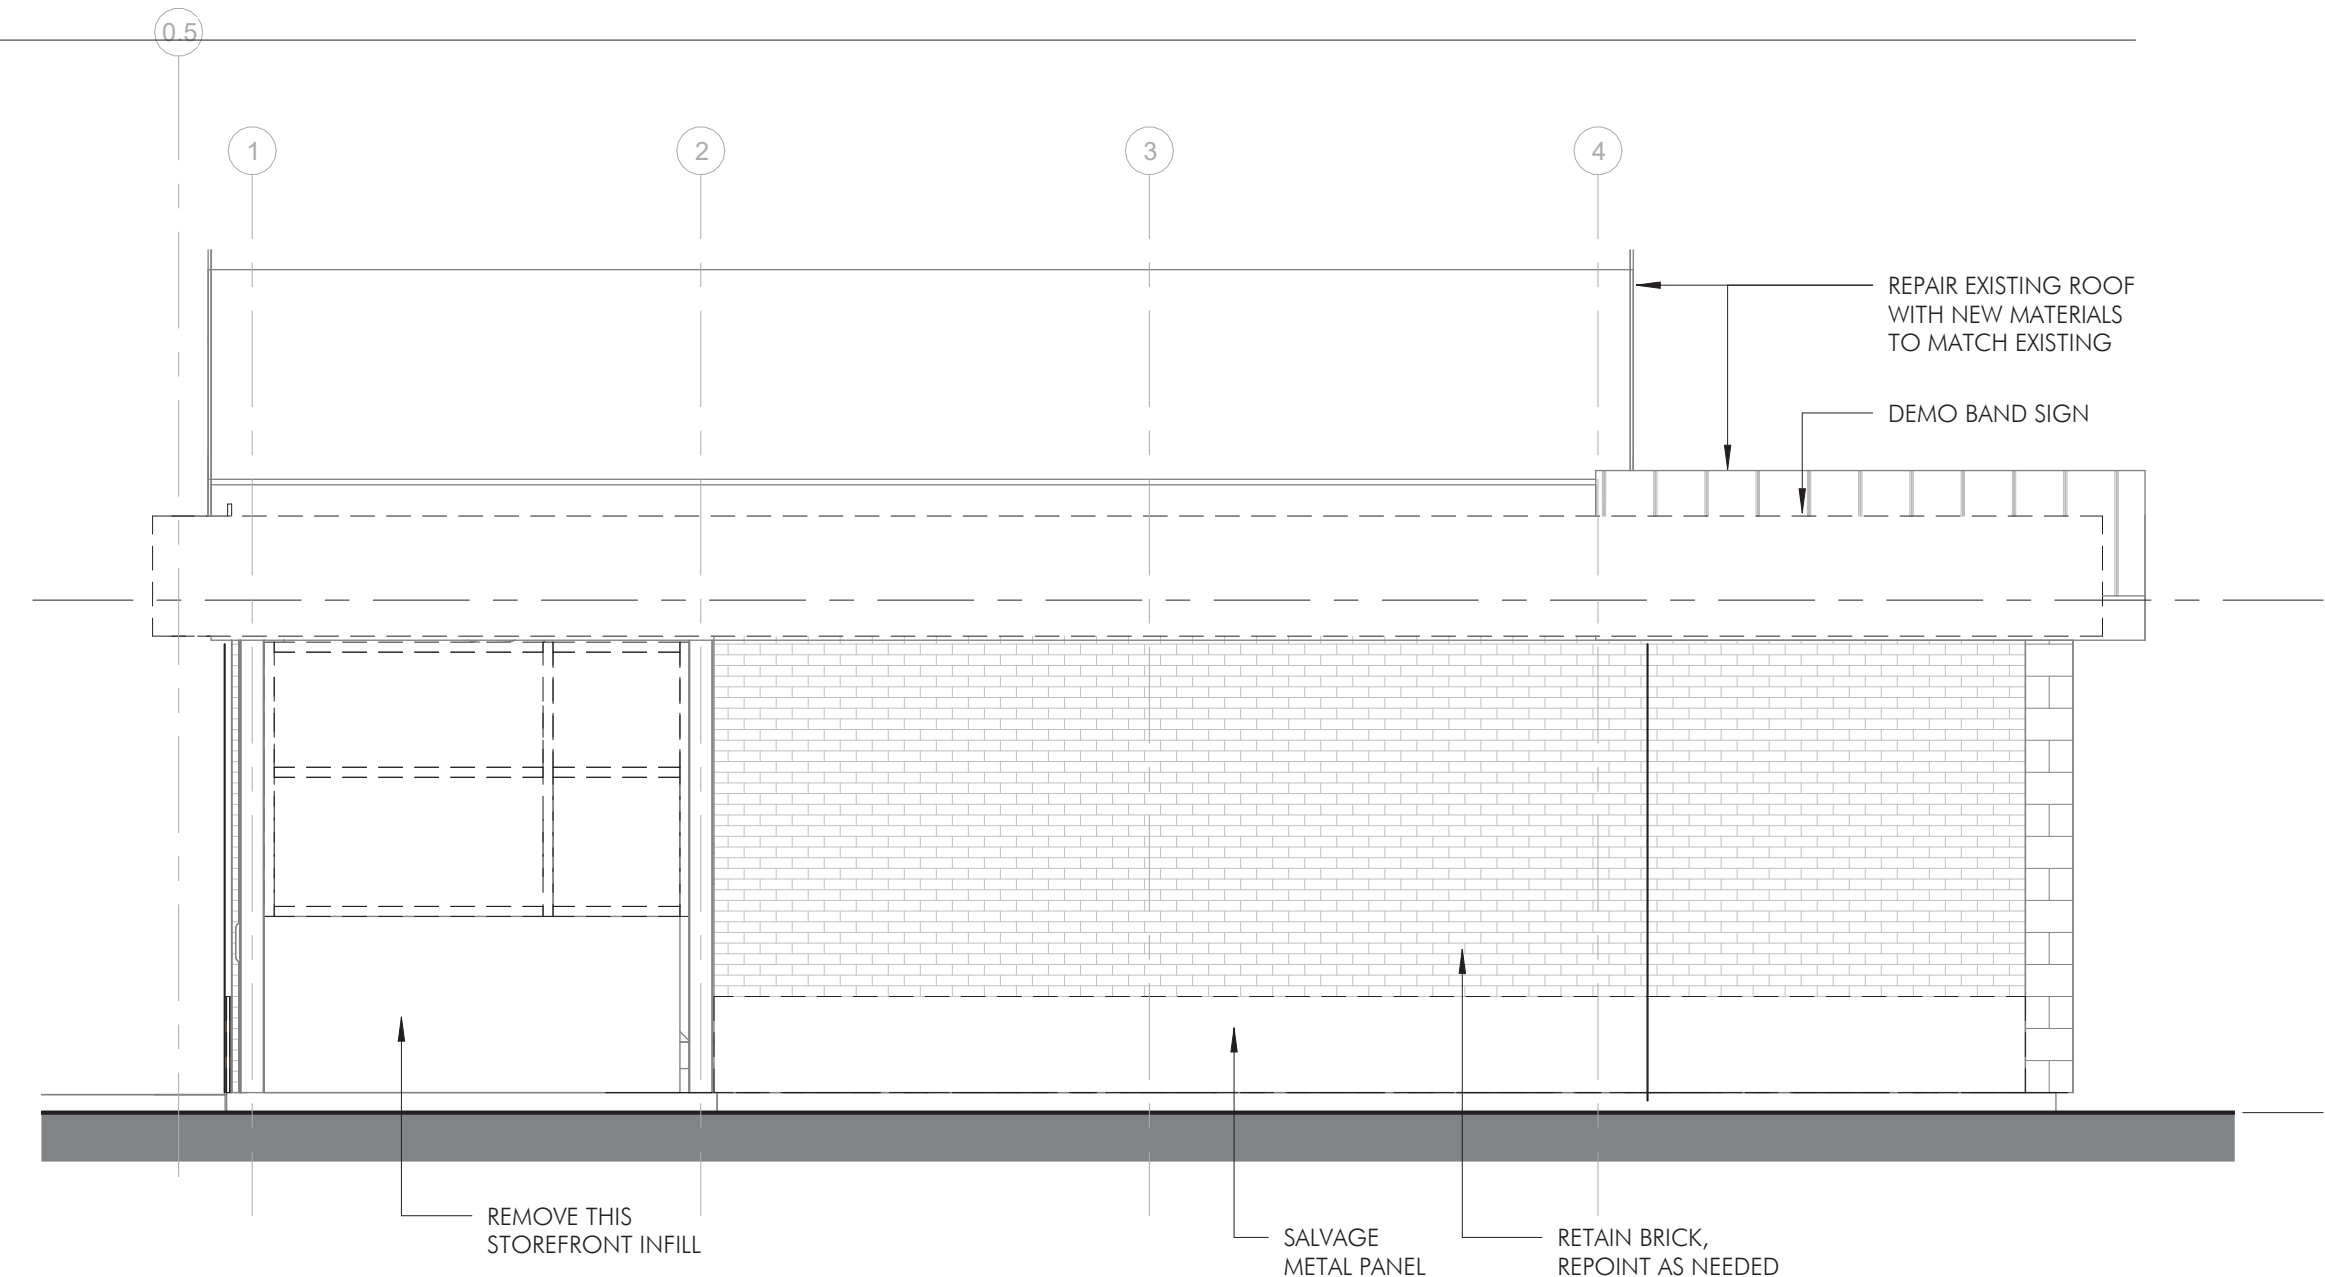 0.5
1
2
3
4
REPAIR EXISTING ROOF
WITH NEW MATERIALS
TO MATCH EXISTING
DEMO BAND SIGN
REMOVE THIS
STOREFRONT INFILL
SALVAGE
METAL PANEL
RETAIN BRICK,
REPOINT AS NEEDED